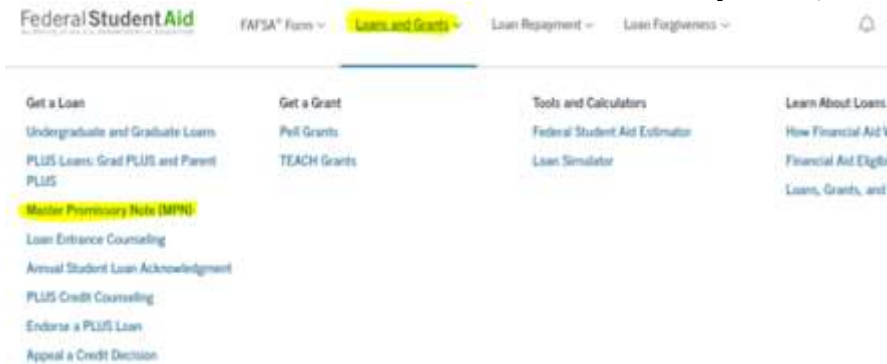 Federal Student Aid
FAFSA® Form
Loans and Grants
Loan Repayment
Loan Forgiveness
Get a Loan
Undergraduate and Graduate Loans
PLUS Loans: Grad PLUS and Parent
PLUS
Master Promissory Note (MPN)
Loan Entrance Counseling
Annual Student Loan Acknowledgment
PLUS Credit Counseling
Endorse a PLUS Loan
Appeal a Credit Decision
Get a Grant
Pell Grants
TEACH Grants
Tools and Calculators
Federal Student Aid Estimator
Loan Simulator
Learn About Loans
How Financial Aid
Financial Aid
Loans, Grants, and